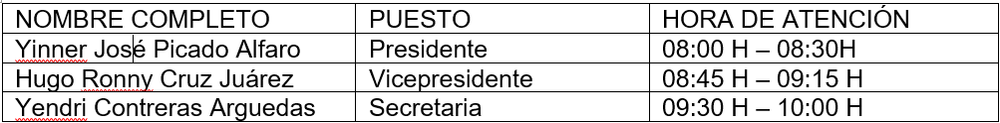 NOMBRE COMPLETO PUESTO HORA DE ATENCIÓN
Yinner José Picado Alfaro Presidente 08:00 H – 08:30H
Hugo Ronny Cruz Juárez Vicepresidente 08:45 H – 09:15 H
Yendri Contreras Arguedas Secretaria 09:30 H – 10:00 H